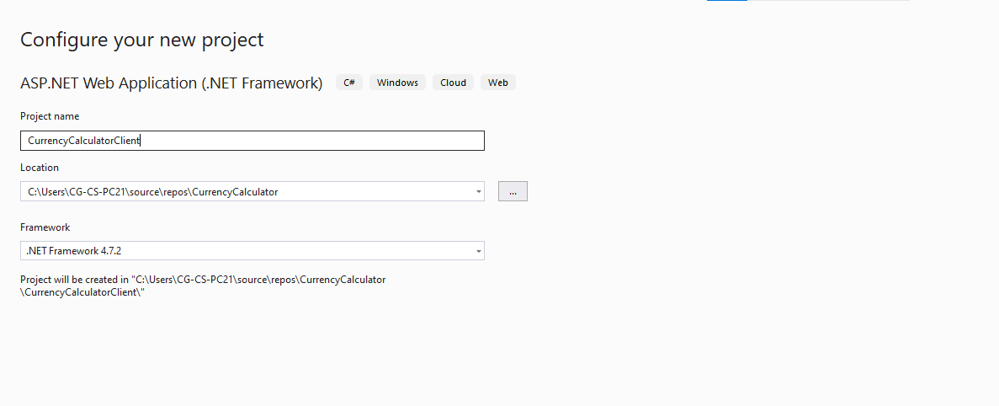 Configure your new project
ASP.NET Web Application (.NET Framework) C# Windows Cloud Web
Project name
CurrencyCalculatorClient
Location
C:\Users\CG-CS-PC21\source\repos\CurrencyCalculator
...
Framework
.NET Framework 4.7.2
Project will be created in "C:\Users\CG-CS-PC21\source\repos\CurrencyCalculator
\CurrencyCalculatorClient\"